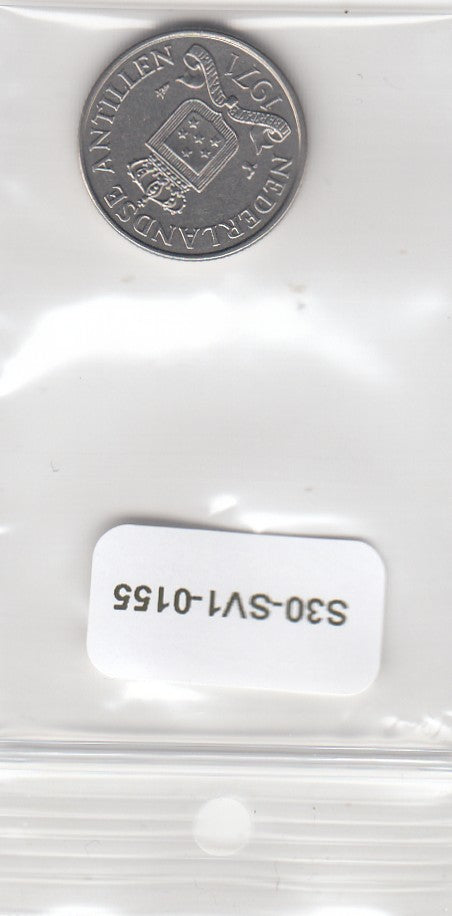 NEDERLANDSE ANTILLEN
1971
S30-SV1-0155